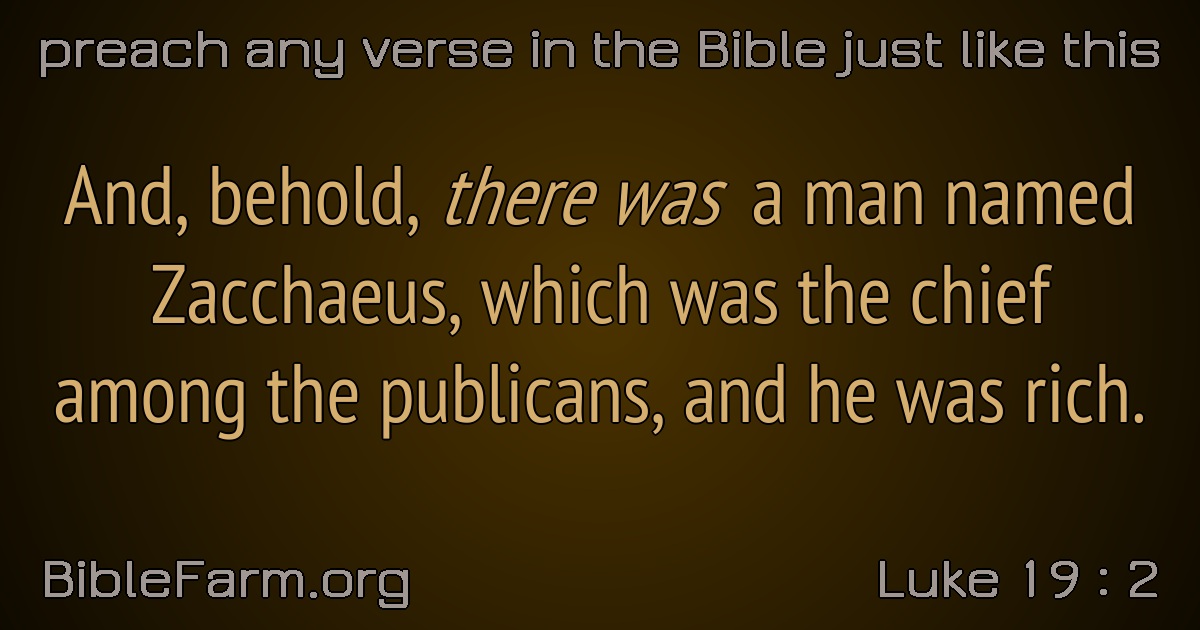 preach any verse in the Bible just like this
And, behold, there was a man named
Zacchaeus, which was the chief
among the publicans, and he was rich.
BibleFarm.org
Luke 19 : 2